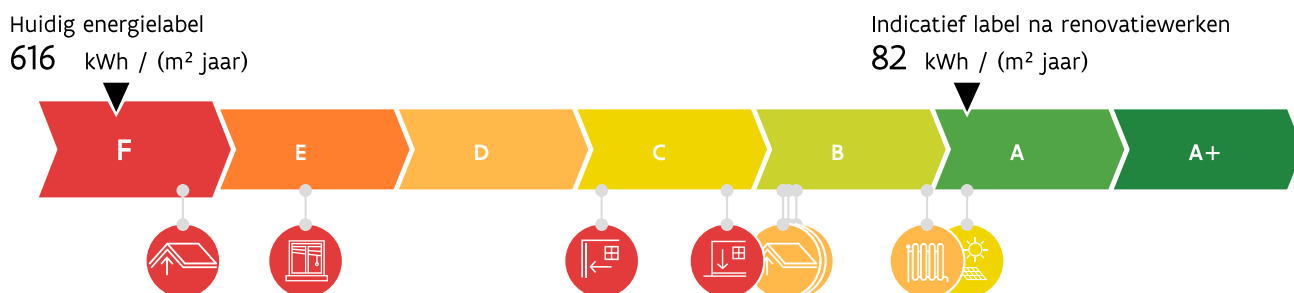 Huidig energielabel
616 kWh / (m² jaar)
Indicatief label na renovatiewerken
82 kWh / (m² jaar)
F E D C B A A+